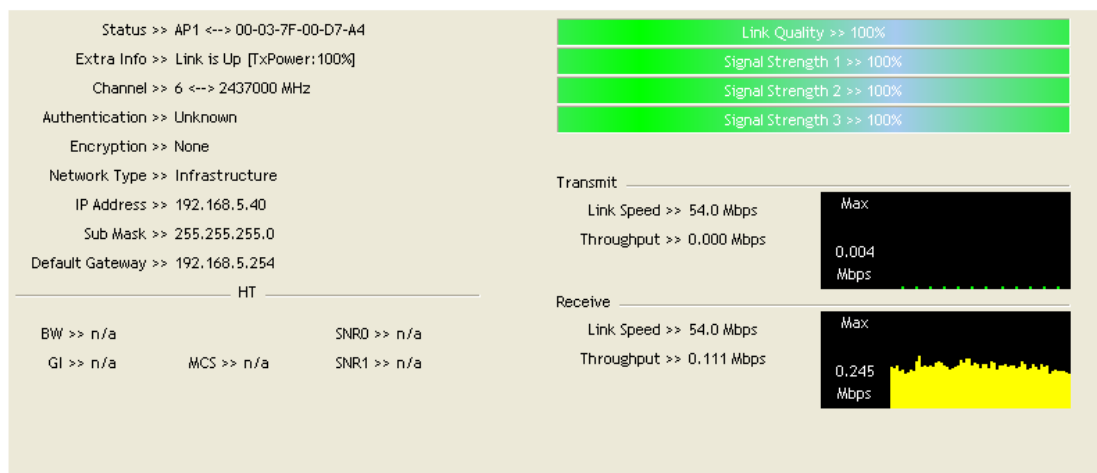 Status >> AP1 <--> 00-03-7F-00-D7-A4
Extra Info >> Link is Up [TxPower:100%]
Channel >> 6 <--> 2437000 MHz
Authentication >> Unknown
Encryption >> None
Network Type >> Infrastructure
IP Address >> 192.168.5.40
Sub Mask >> 255.255.255.0
Default Gateway >> 192.168.5.254
HT
BW >> n/a
SNR0 >> n/a
GI >> n/a
MCS >> n/a
SNR1 >> n/a
Link Quality >> 100%
Signal Strength 1 >> 100%
Signal Strength 2 >> 100%
Signal Strength 3 >> 100%
Transmit
Link Speed >> 54.0 Mbps
Throughput >> 0.000 Mbps
Max
0.004
Mbps
Receive
Link Speed >> 54.0 Mbps
Throughput >> 0.111 Mbps
Max
0.245
Mbps